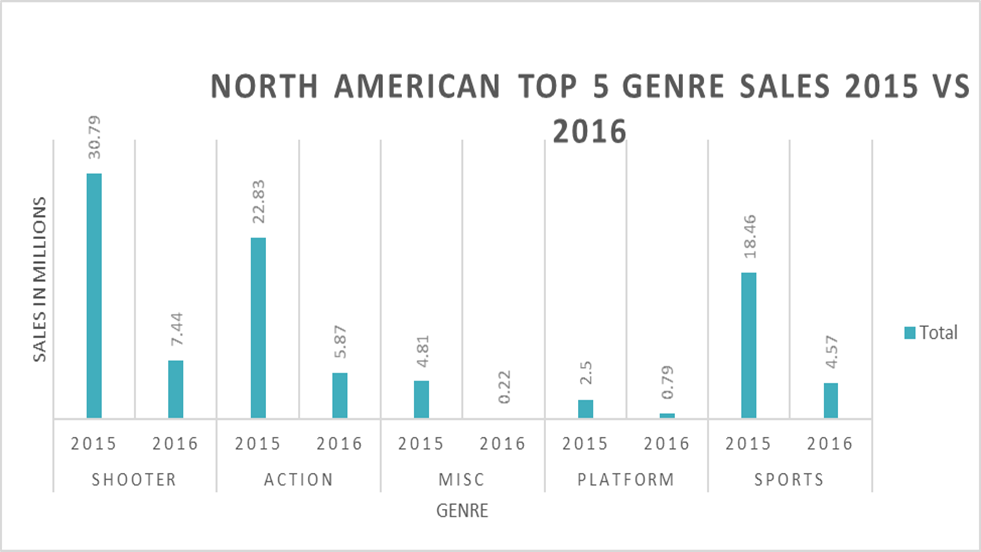 NORTH AMERICAN TOP 5 GENRE SALES 2015 VS
2016
SALES IN MILLIONS
30.79
7.44
22.83
5.87
4.81
0.22
2.5
0.79
18.46
4.57
Total
2015 2016 2015 2016 2015 2016 2015 2016 2015 2016
SHOOTER ACTION MISC PLATFORM SPORTS
GENRE